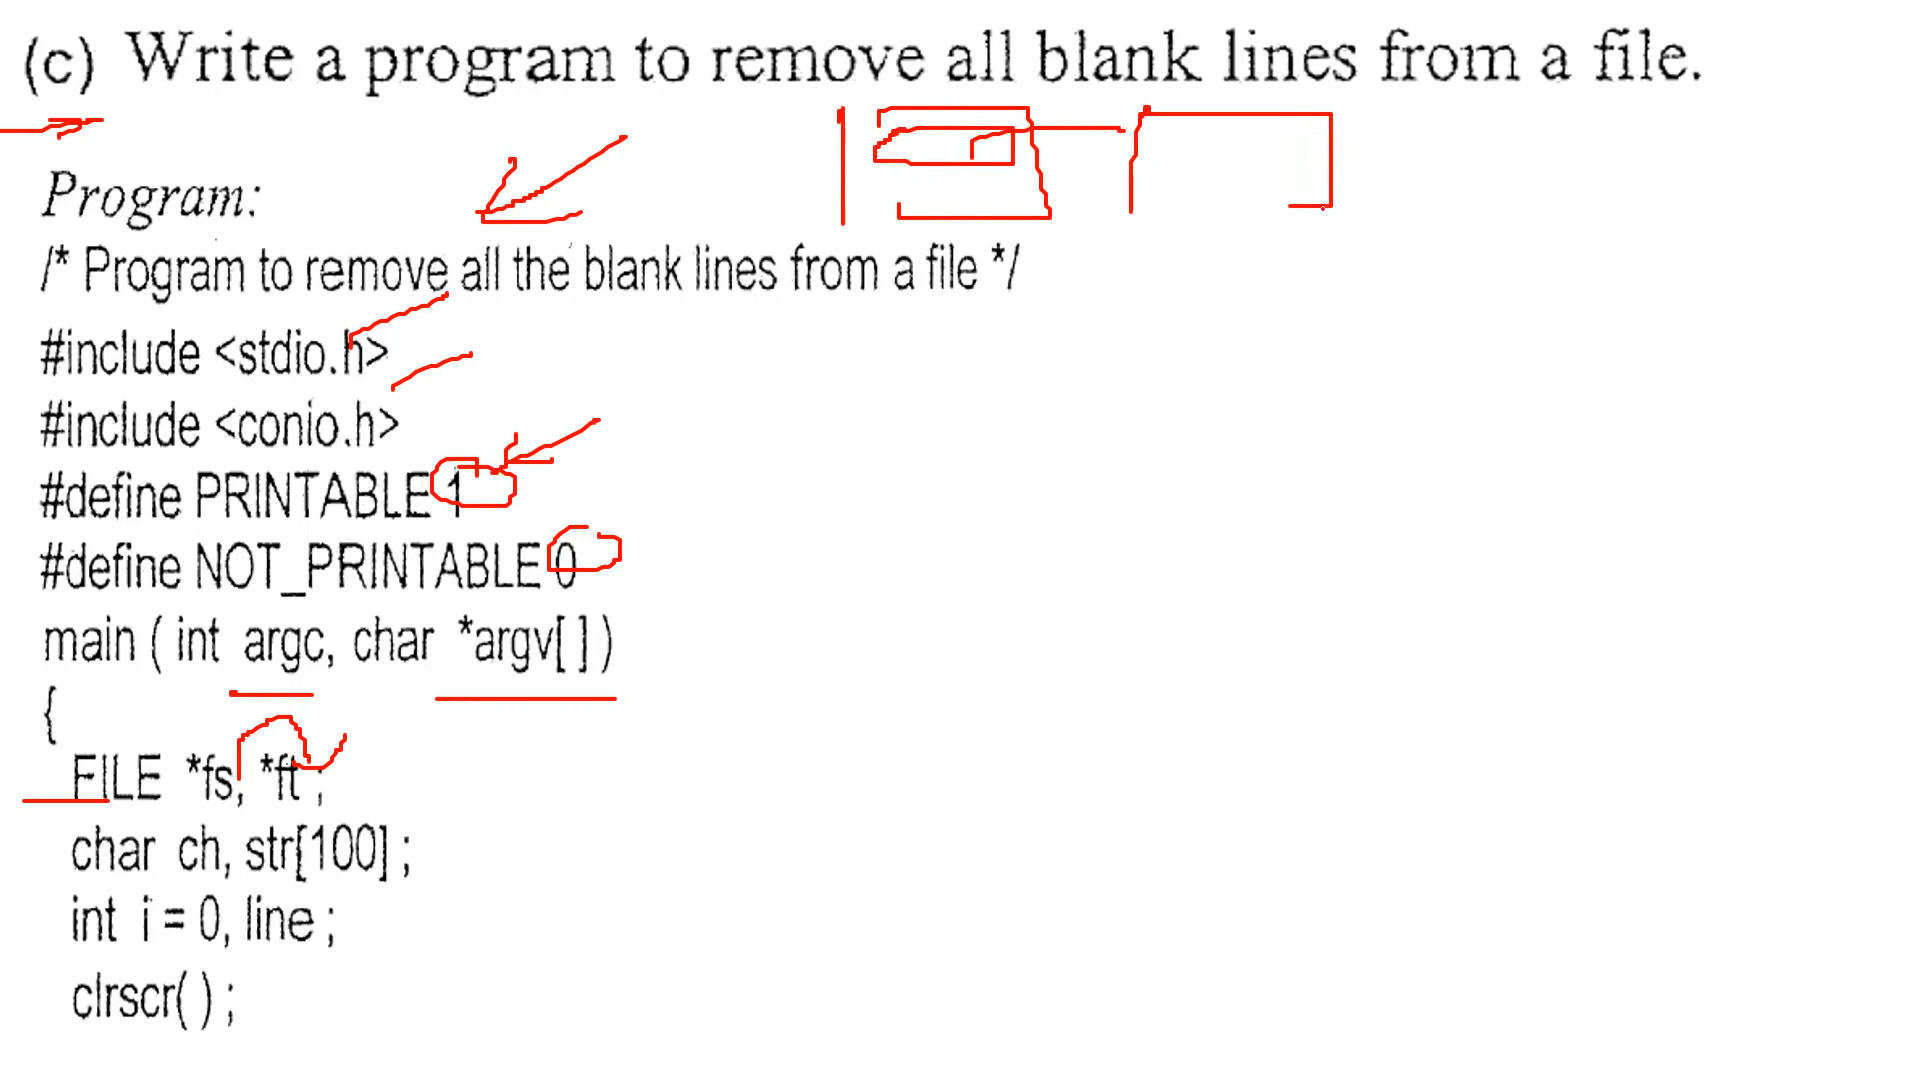 (c) Write a program to remove all blank lines from a file.
Program:
/* Program to remove all the blank lines from a file */
#include <stdio.h>
#include <conio.h>
#define PRINTABLE 1
#define NOT_PRINTABLE 0
main ( int argc, char *argv[ ] )
{
FILE *fs, *ft ;
char ch, str[100] ;
int i = 0, line ;
clrscr( ) ;